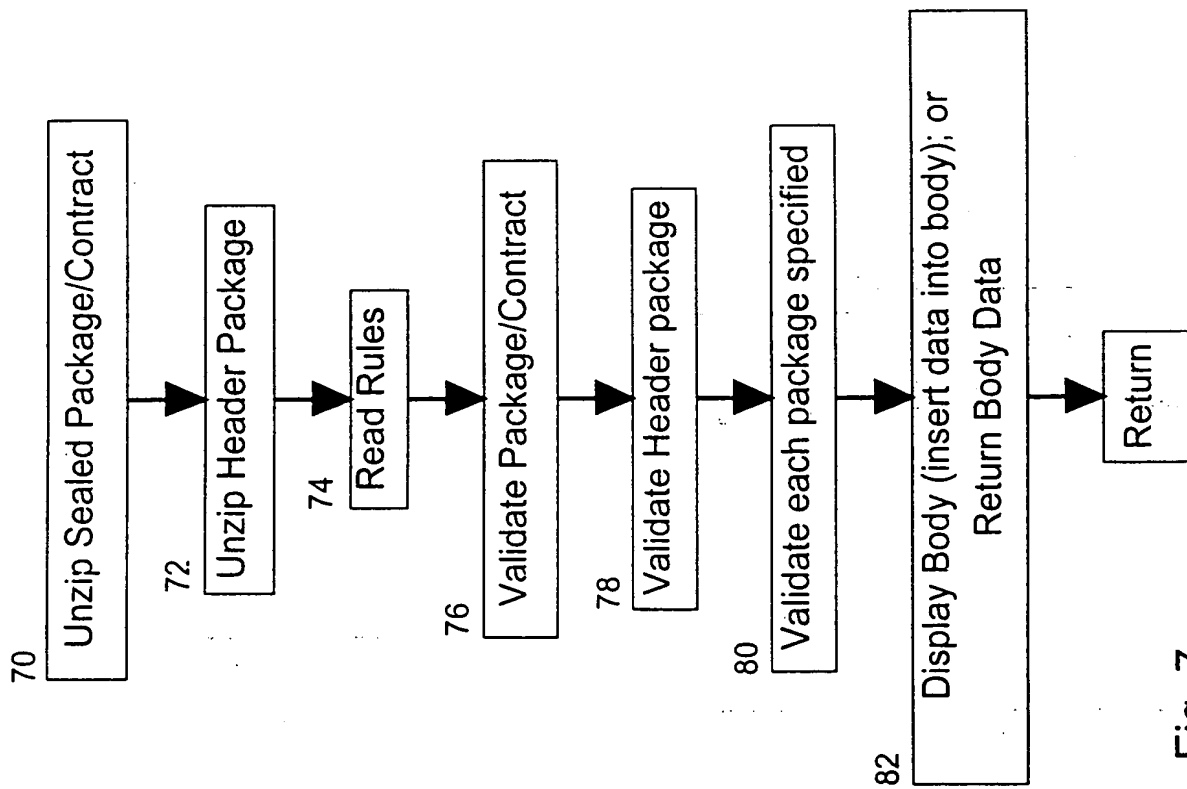 70
Unzip Sealed Package/Contract
72
Unzip Header Package
74
Read Rules
76
Validate Package/Contract
78
Validate Header package
80
Validate each package specified
82
Display Body (insert data into body); or
Return Body Data
Return